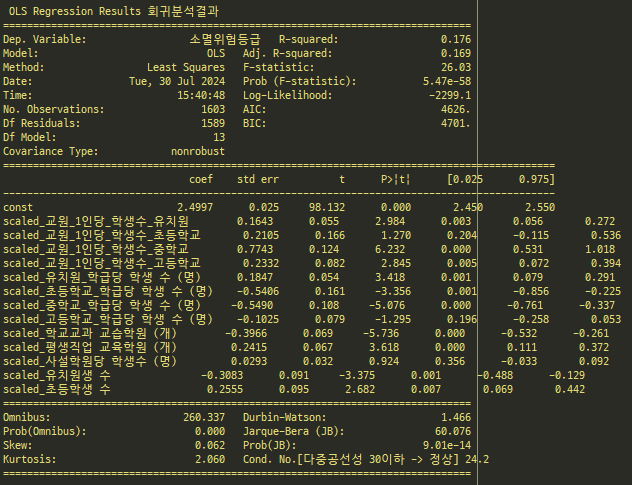 OLS Regression Results 회귀분석결과
==============================================================================
Dep. Variable: 소멸위험등급 R-squared: 0.176
Model: OLS Adj. R-squared: 0.169
Method: Least Squares F-statistic: 26.03
Date: Tue, 30 Jul 2024 Prob (F-statistic): 5.47e-58
Time: 15:40:48 Log-Likelihood: -2299.1
No. Observations: 1603 AIC: 4626.
Df Residuals: 1589 BIC: 4701.
Df Model: 13
Covariance Type: nonrobust
==============================================================================
coef std err t P>|t| [0.025 0.975]
------------------------------------------------------------------------------
const 2.4997 0.025 98.132 0.000 2.450 2.550
scaled_교원_1인당_학생수_유치원 0.1643 0.055 2.984 0.003 0.056 0.272
scaled_교원_1인당_학생수_초등학교 0.2105 0.166 1.270 0.204 -0.115 0.536
scaled_교원_1인당_학생수_중학교 0.7743 0.124 6.232 0.000 0.531 1.018
scaled_교원_1인당_학생수_고등학교 0.2332 0.082 2.845 0.005 0.072 0.394
scaled_유치원_학급당 학생 수 (명) 0.1847 0.054 3.418 0.001 0.079 0.291
scaled_초등학교_학급당 학생 수 (명) -0.5406 0.161 -3.356 0.001 -0.856 -0.225
scaled_중학교_학급당 학생 수 (명) -0.5490 0.108 -5.076 0.000 -0.761 -0.337
scaled_고등학교_학급당 학생 수 (명) -0.1025 0.079 -1.295 0.196 -0.258 0.053
scaled_학교교과 교습학원 (개) -0.3966 0.069 -5.736 0.000 -0.532 -0.261
scaled_평생직업 교육학원 (개) 0.2415 0.067 3.618 0.000 0.111 0.372
scaled_사설학원당 학생수 (명) 0.0293 0.032 0.924 0.356 -0.033 0.092
scaled_유치원생 수 -0.3083 0.091 -3.375 0.001 -0.488 -0.129
scaled_초등학생 수 0.2555 0.095 2.682 0.007 0.069 0.442
==============================================================================
Omnibus: 260.337 Durbin-Watson: 1.466
Prob(Omnibus): 0.000 Jarque-Bera (JB): 60.076
Skew: 0.062 Prob(JB): 9.01e-14
Kurtosis: 2.060 Cond. No.[다중공선성 30이하 -> 정상] 24.2
==============================================================================